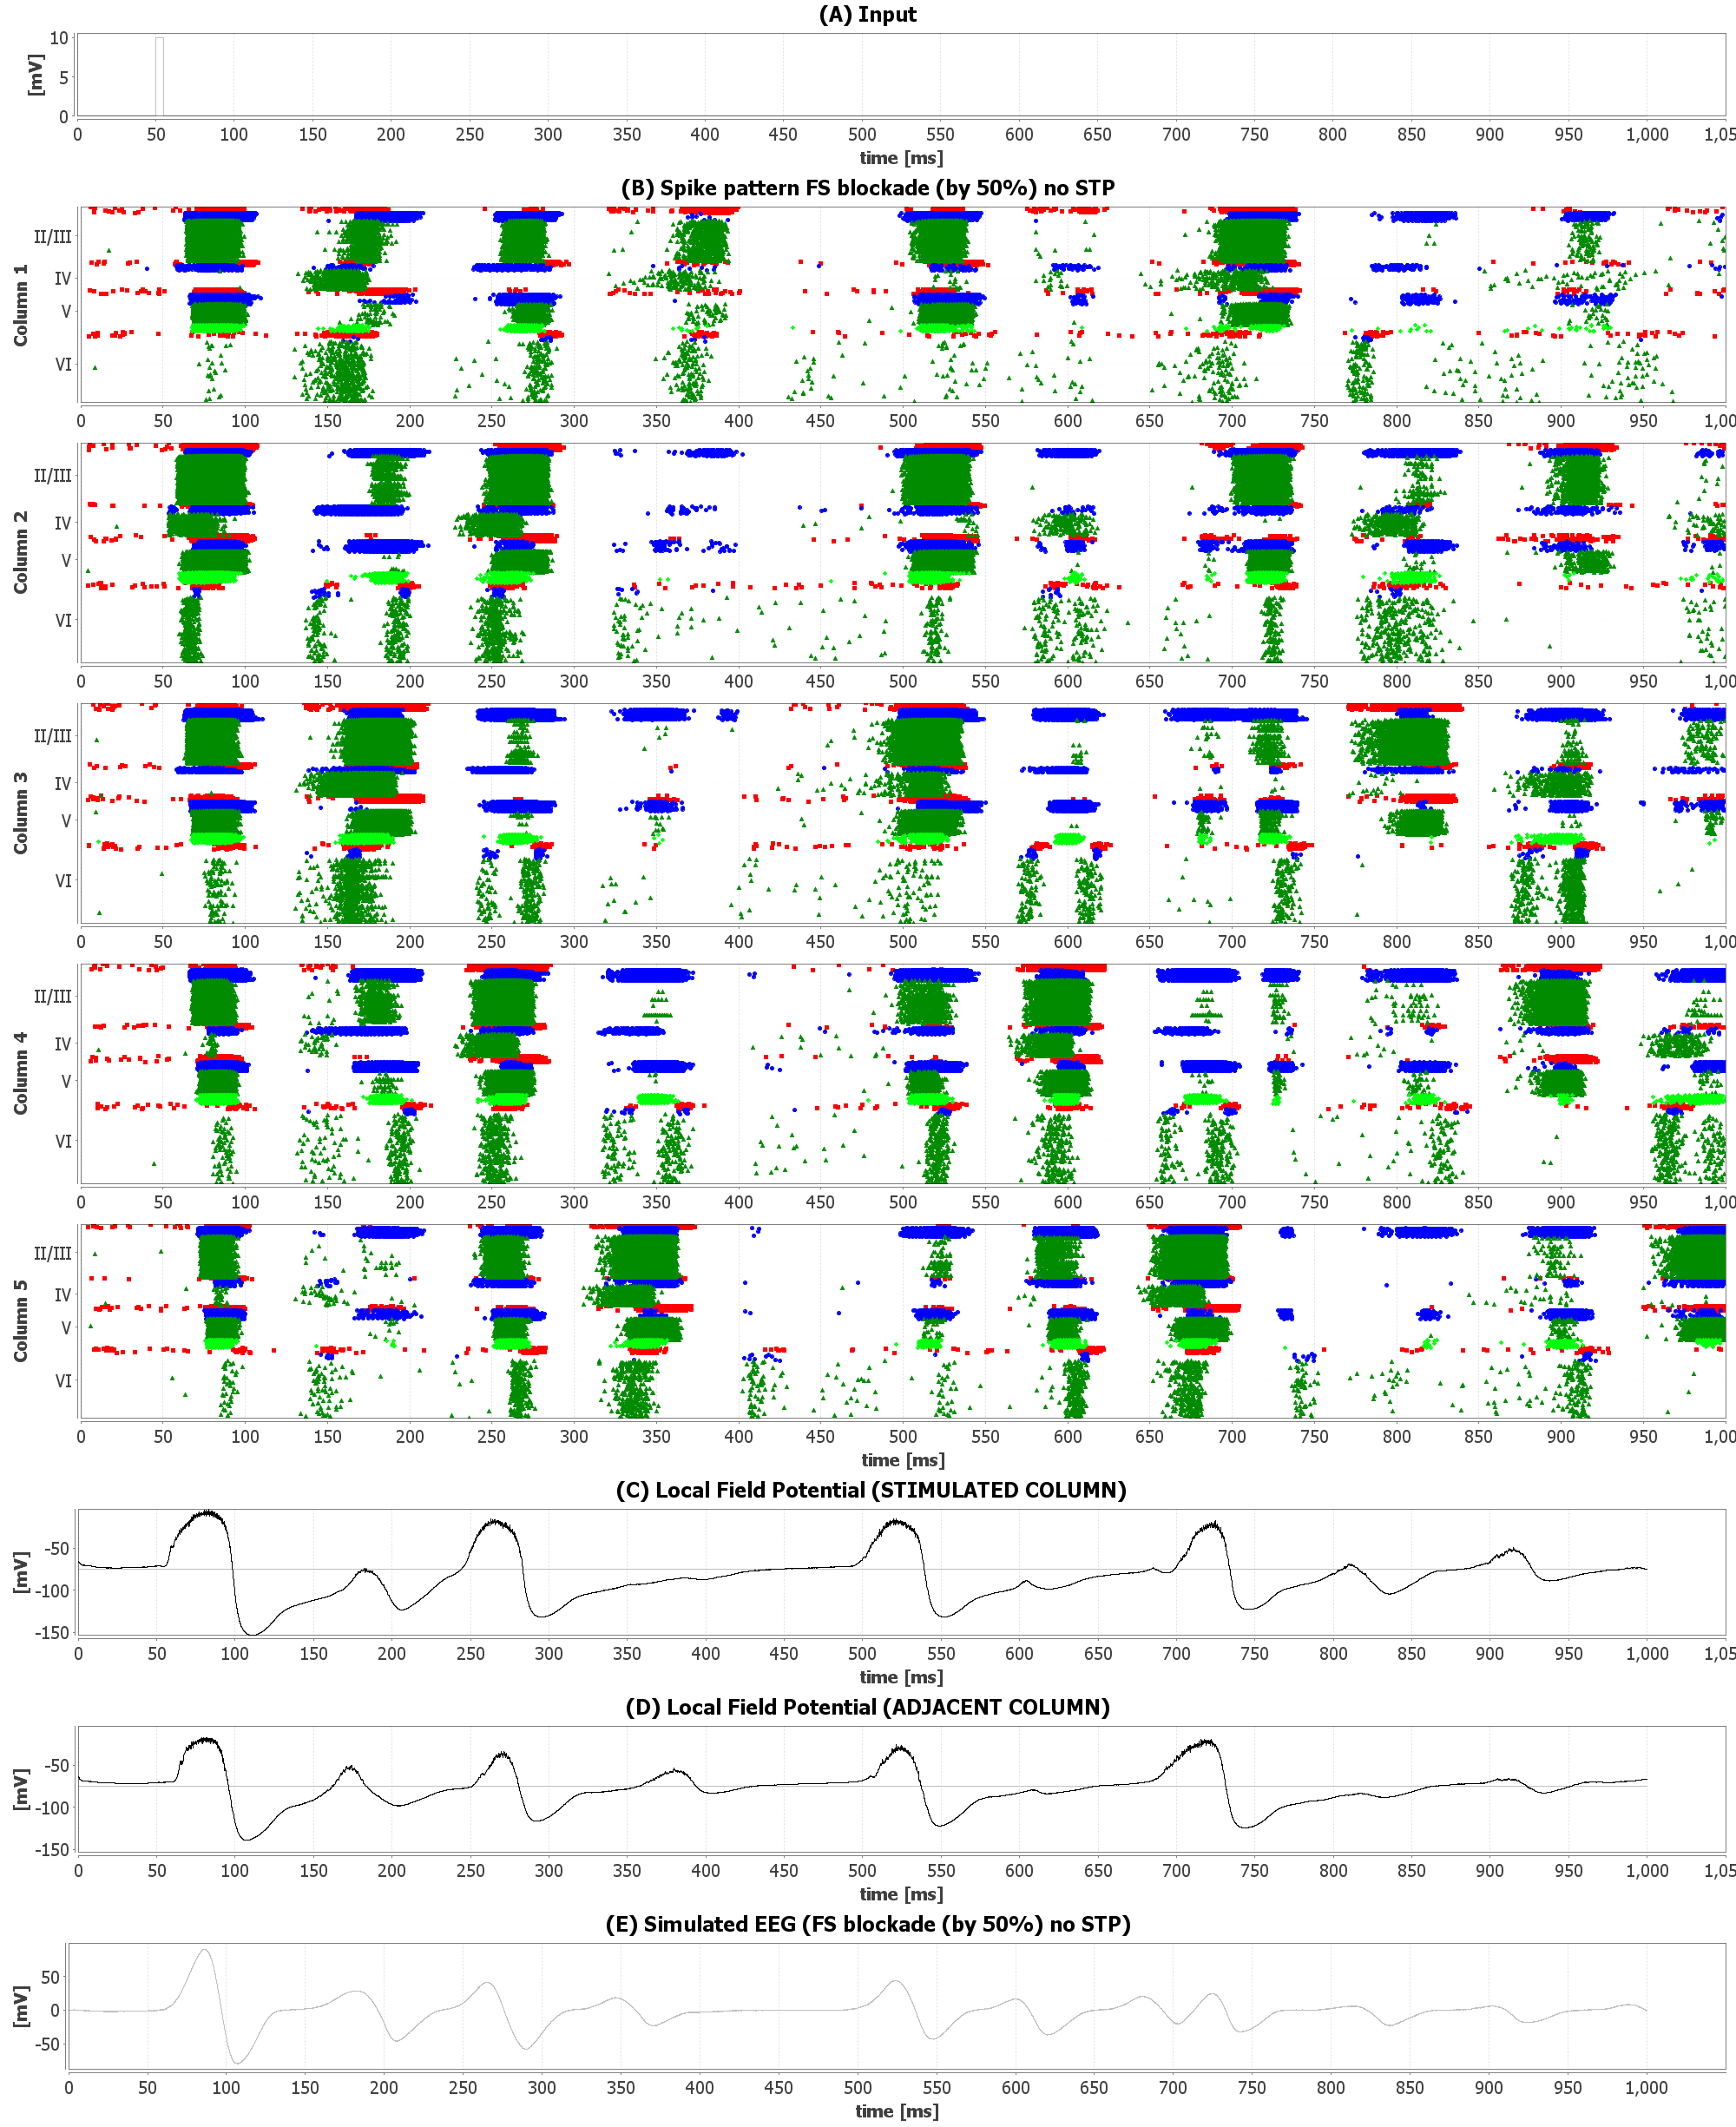 (A) Input
10
5
0
[mV]
0 50 100 150 200 250 300 350 400 450 500 550 600 650 700 750 800 850 900 950 1,000 1,05
time [ms]
(B) Spike pattern FS blockade (by 50%) no STP
Column 1
II/III
IV
V
VI
0 50 100 150 200 250 300 350 400 450 500 550 600 650 700 750 800 850 900 950 1,00
Column 2
II/III
IV
V
VI
0 50 100 150 200 250 300 350 400 450 500 550 600 650 700 750 800 850 900 950 1,00
Column 3
II/III
IV
V
VI
0 50 100 150 200 250 300 350 400 450 500 550 600 650 700 750 800 850 900 950 1,00
Column 4
II/III
IV
V
VI
0 50 100 150 200 250 300 350 400 450 500 550 600 650 700 750 800 850 900 950 1,00
Column 5
II/III
IV
V
VI
0 50 100 150 200 250 300 350 400 450 500 550 600 650 700 750 800 850 900 950 1,00
time [ms]
(C) Local Field Potential (STIMULATED COLUMN)
[mV]
-50
-100
-150
0 50 100 150 200 250 300 350 400 450 500 550 600 650 700 750 800 850 900 950 1,000 1,05
time [ms]
(D) Local Field Potential (ADJACENT COLUMN)
[mV]
-50
-100
-150
0 50 100 150 200 250 300 350 400 450 500 550 600 650 700 750 800 850 900 950 1,000 1,05
time [ms]
(E) Simulated EEG (FS blockade (by 50%) no STP)
[mV]
50
0
-50
0 50 100 150 200 250 300 350 400 450 500 550 600 650 700 750 800 850 900 950 1,000
time [ms]